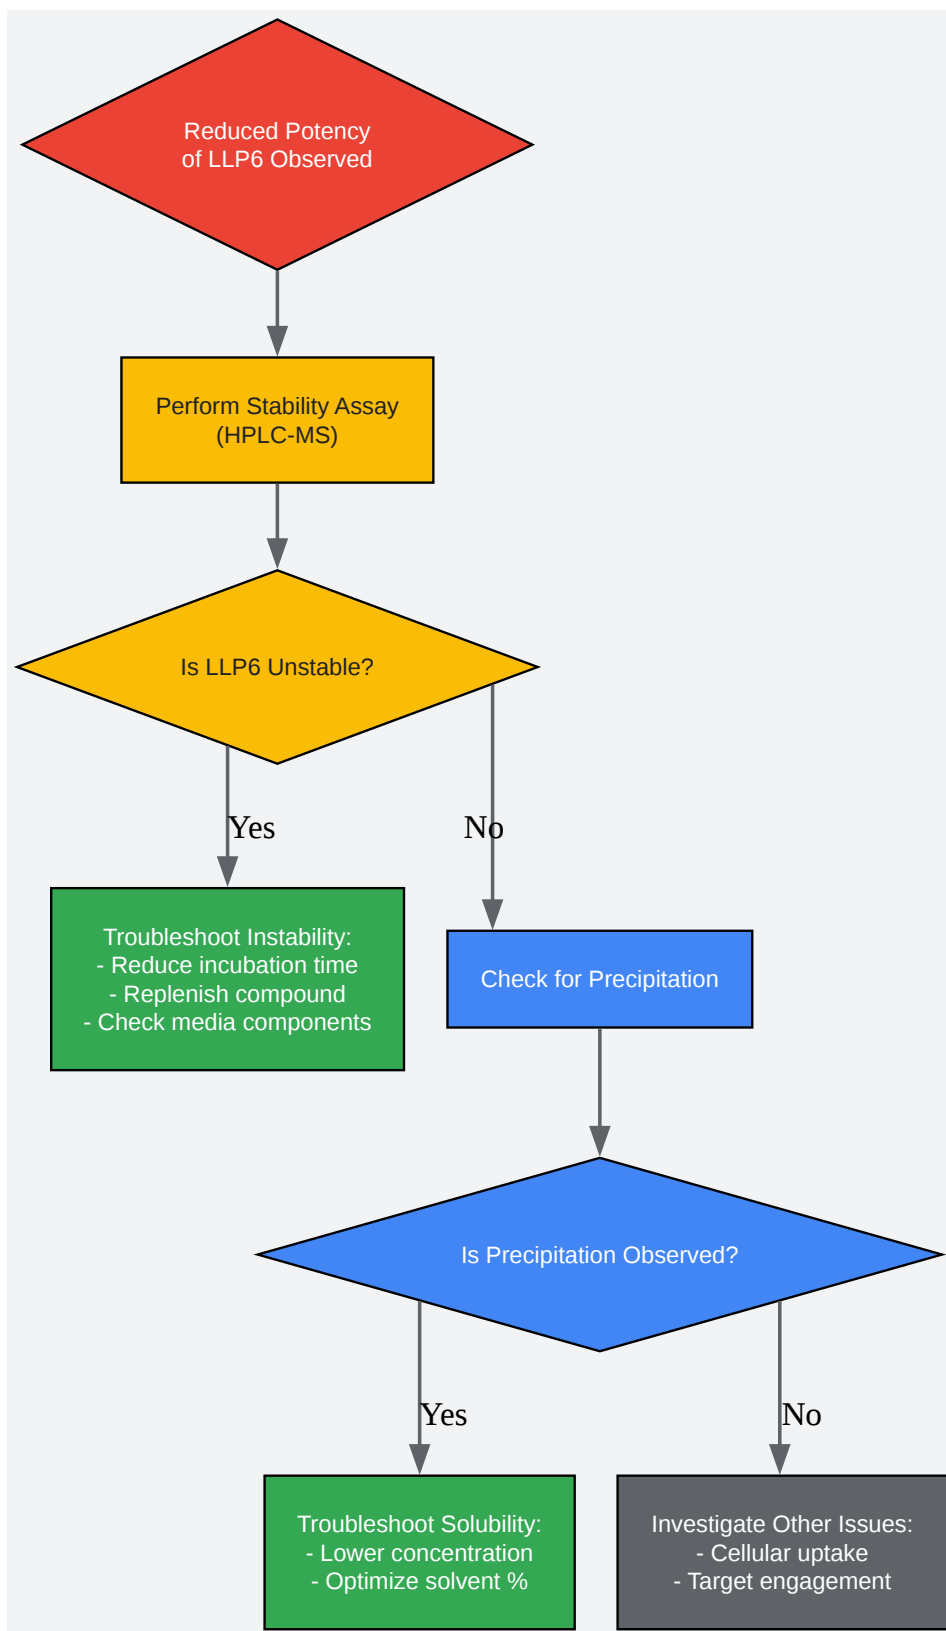 Reduced Potency
of LLP6 Observed
Perform Stability Assay
(HPLC-MS)
Is LLP6 Unstable?
Yes
No
Troubleshoot Instability:
- Reduce incubation time
- Replenish compound
- Check media components
Check for Precipitation
Is Precipitation Observed?
Yes
No
Troubleshoot Solubility:
- Lower concentration
- Optimize solvent %
Investigate Other Issues:
- Cellular uptake
- Target engagement